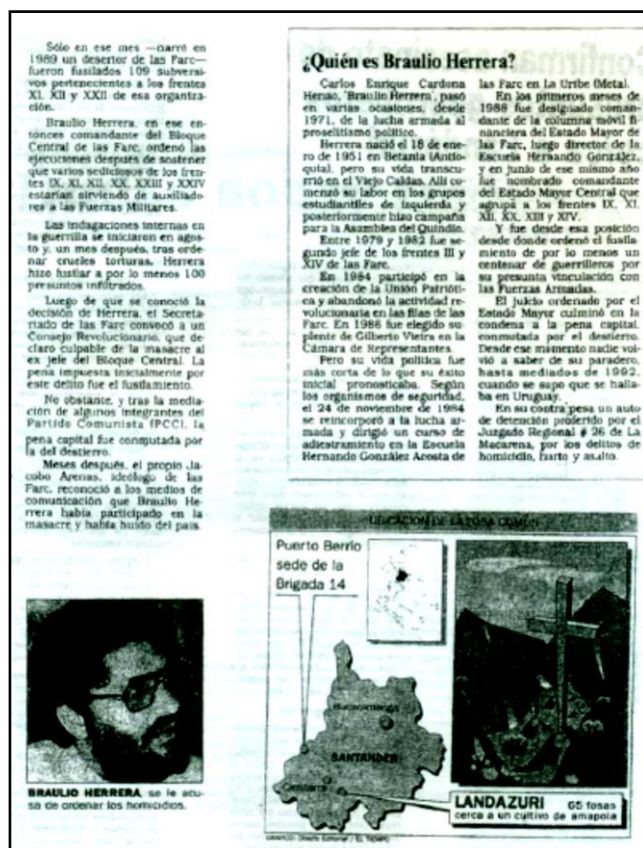 Sólo en ese mes —narró en
1989 un desertor de las Farc—
fueron fusilados 109 subversi-
vos pertenecientes a los frentes
XI, XII y XXII de esa organiza-
ción.
Braulio Herrera, en ese en-
tonces comandante del Bloque
Central de las Farc, ordenó las
ejecuciones después de sostener
que varios sediciosos de los fren-
tes IX, XI, XII, XX, XXIII y XXIV
estarían sirviendo de auxiliado-
res a las Fuerzas Militares.
Las indagaciones internas en
la guerrilla se iniciaron en agos-
to y, un mes después, tras orde-
nar crueles torturas, Herrera
hizo fusilar a por lo menos 100
presuntos infiltrados.
Luego de que se conoció la
decisión de Herrera, el Secreta-
riado de las Farc convocó a un
Consejo Revolucionario, que de-
claró culpable de la masacre al
ex jefe del Bloque Central. La
pena impuesta inicialmente por
este delito fue el fusilamiento.
No obstante, y tras la media-
ción de algunos integrantes del
Partido Comunista (PCC), la
pena capital fue conmutada por
la del destierro.
Meses después, el propio Ja-
cobo Arenas, ideólogo de las
Farc, reconoció a los medios de
comunicación que Braulio He-
rrera había participado en la
masacre y había huido del país.
BRAULIO HERRERA, se le acu-
sa de ordenar los homicidios.
¿Quién es Braulio Herrera?
Carlos Enrique Cardona
Henao, 'Braulio Herrera', pasó
en varias ocasiones, desde
1971, de la lucha armada al
proselitismo político.
Herrera nació el 18 de ene-
ro de 1951 en Betania (Antio-
quia), pero su vida transcu-
rrió en el Viejo Caldas. Allí co-
menzó su labor en los grupos
estudiantiles de izquierda y
posteriormente hizo campaña
para la Asamblea del Quindío.
Entre 1979 y 1982 fue se-
gundo jefe de los frentes III y
XIV de las Farc.
En 1984 participó en la
creación de la Unión Patrióti-
ca y abandonó la actividad re-
volucionaria en las filas de las
Farc. En 1986 fue elegido su-
plente de Gilberto Vieira en la
Cámara de Representantes.
Pero su vida política fue
más corta de lo que su éxito
inicial pronosticaba. Según
los organismos de seguridad,
el 24 de noviembre de 1984
se reincorporó a la lucha ar-
mada y dirigió un curso de
adiestramiento en la Escuela
Hernando González Acosta de
las Farc en La Uribe (Meta).
En los primeros meses de
1988 fue designado coman-
dante de la columna móvil fi-
nanciera del Estado Mayor de
las Farc, luego director de la
Escuela Hernando González,
y en junio de ese mismo año
fue nombrado comandante
del Estado Mayor Central que
agrupa a los frentes IX, XI,
XII, XX, XIII y XIV.
Y fue desde esa posición
desde donde ordenó el fusila-
miento de por lo menos un
centenar de guerrilleros por
su presunta vinculación con
las Fuerzas Armadas.
El juicio ordenado por el
Estado Mayor culminó en la
condena a la pena capital,
conmutada por el destierro.
Desde ese momento nadie vol-
vió a saber de su paradero,
hasta mediados de 1992,
cuando se supo que se halla-
ba en Uruguay.
En su contra pesa un auto
de detención proferido por el
Juzgado Regional # 26 de La
Macarena, por los delitos de
homicidio, hurto y asalto.
UBICACION DE LA FOSA COMUN
Puerto Berrío
sede de la
Brigada 14
Bucaramanga
SANTANDER
Cimitarra
LANDAZURI 65 fosas
cerca a un cultivo de amapola
GRAFICO: Diseño Editorial / EL TIEMPO